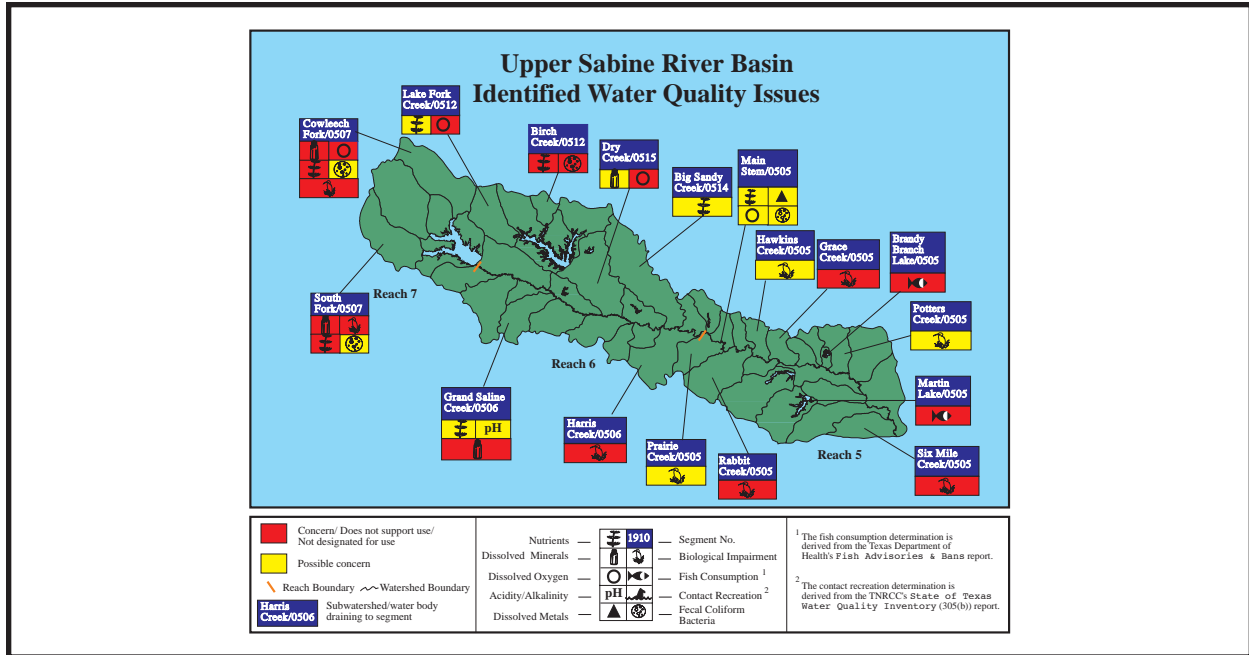 Upper Sabine River Basin
Identified Water Quality Issues
Lake Fork
Creek/0512
Cowleech
Fork/0507
Birch
Creek/0512
Dry
Creek/0515
Main
Stem/0505
Big Sandy
Creek/0514
Hawkins
Creek/0505
Grace
Creek/0505
Brandy
Branch
Lake/0505
Reach 7
South
Fork/0507
Potters
Creek/0505
Reach 6
Grand Saline
Creek/0506
pH
Martin
Lake/0505
Harris
Creek/0506
Prairie
Creek/0505
Rabbit
Creek/0505
Reach 5
Six Mile
Creek/0505
Concern/ Does not support use/
Not designated for use
Possible concern
Reach Boundary
Watershed Boundary
Harris
Creek/0506
Subwatershed/water body
draining to segment
Nutrients
1910
Segment No.
Dissolved Minerals
Biological Impairment
Dissolved Oxygen
Fish Consumption 1
Acidity/Alkalinity
pH
Contact Recreation 2
Dissolved Metals
Fecal Coliform
Bacteria
1 The fish consumption determination is
derived from the Texas Department of
Health's Fish Advisories & Bans report.
2 The contact recreation determination is
derived from the TNRCC's State of Texas
Water Quality Inventory (305(b)) report.